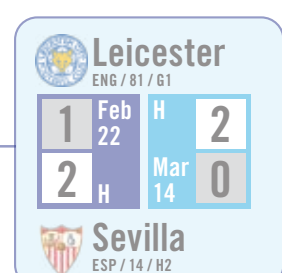 Leicester
ENG / 81 / G1
1 Feb 22 H 2
2 H Mar 14 0
Sevilla
ESP / 14 / H2